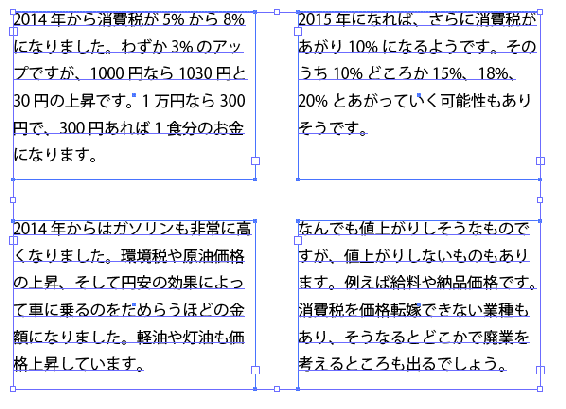 2014 年から消費税が 5% から 8%
になりました。わずか 3% のアッ
プですが、1000 円なら 1030 円と
30 円の上昇です。1 万円なら 300
円で、300 円あれば 1 食分のお金
になります。
2015 年になれば、さらに消費税が
あがり 10% になるようです。その
うち 10% どころか 15%、18%、
20% とあがっていく可能性もあり
そうです。
2014 年からはガソリンも非常に高
くなりました。環境税や原油価格
の上昇、そして円安の効果によっ
て車に乗るのをだめらうほどの金
額になりました。軽油や灯油も価
格上昇しています。
なんでも値上がりしそうなもので
すが、値上がりしないものもあり
ます。例えば給料や納品価格です。
消費税を価格転嫁できない業種も
あり、そうなるとどこかで廃業を
考えるところも出るでしょう。